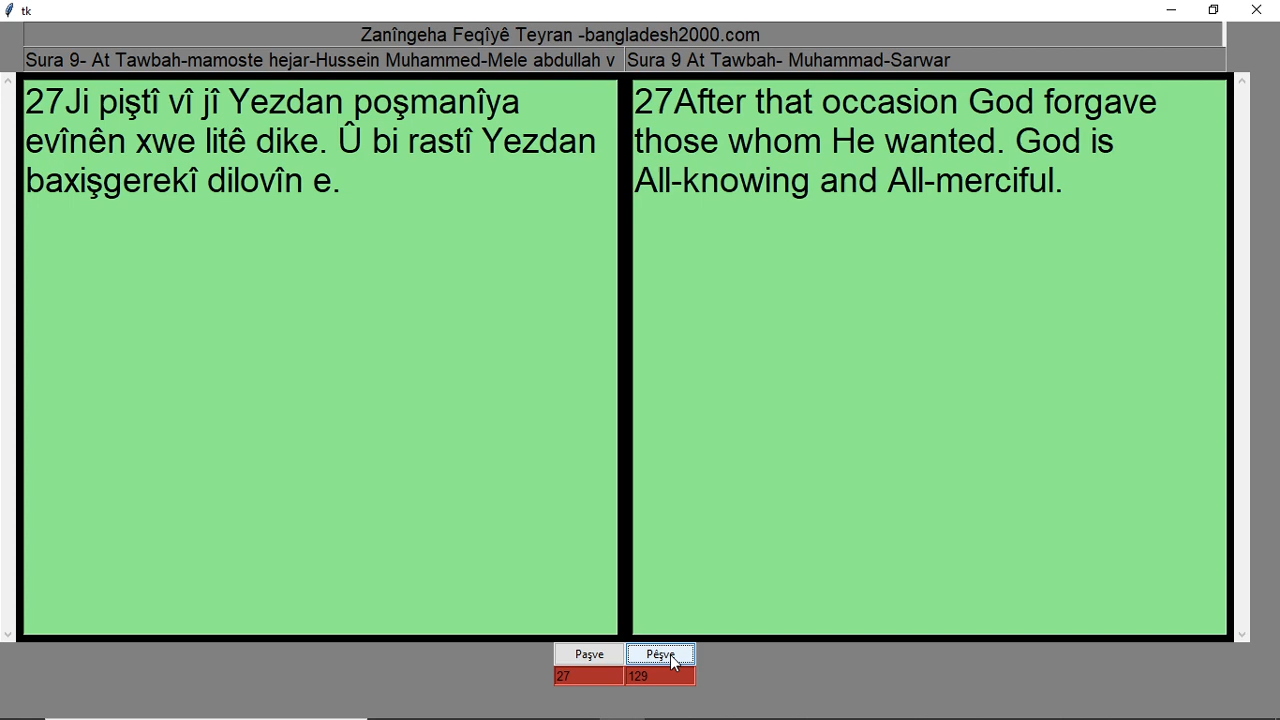 tk
Zanîngeha Feqîyê Teyran -bangladesh2000.com
Sura 9- At Tawbah-mamoste hejar-Hussein Muhammed-Mele abdullah v
Sura 9 At Tawbah- Muhammad-Sarwar
27Ji piştî vî jî Yezdan poşmanîya
evînên xwe litê dike. Û bi rastî Yezdan
baxişgerekî dilovîn e.
27After that occasion God forgave
those whom He wanted. God is
All-knowing and All-merciful.
Paşve
Pêşve
27
129